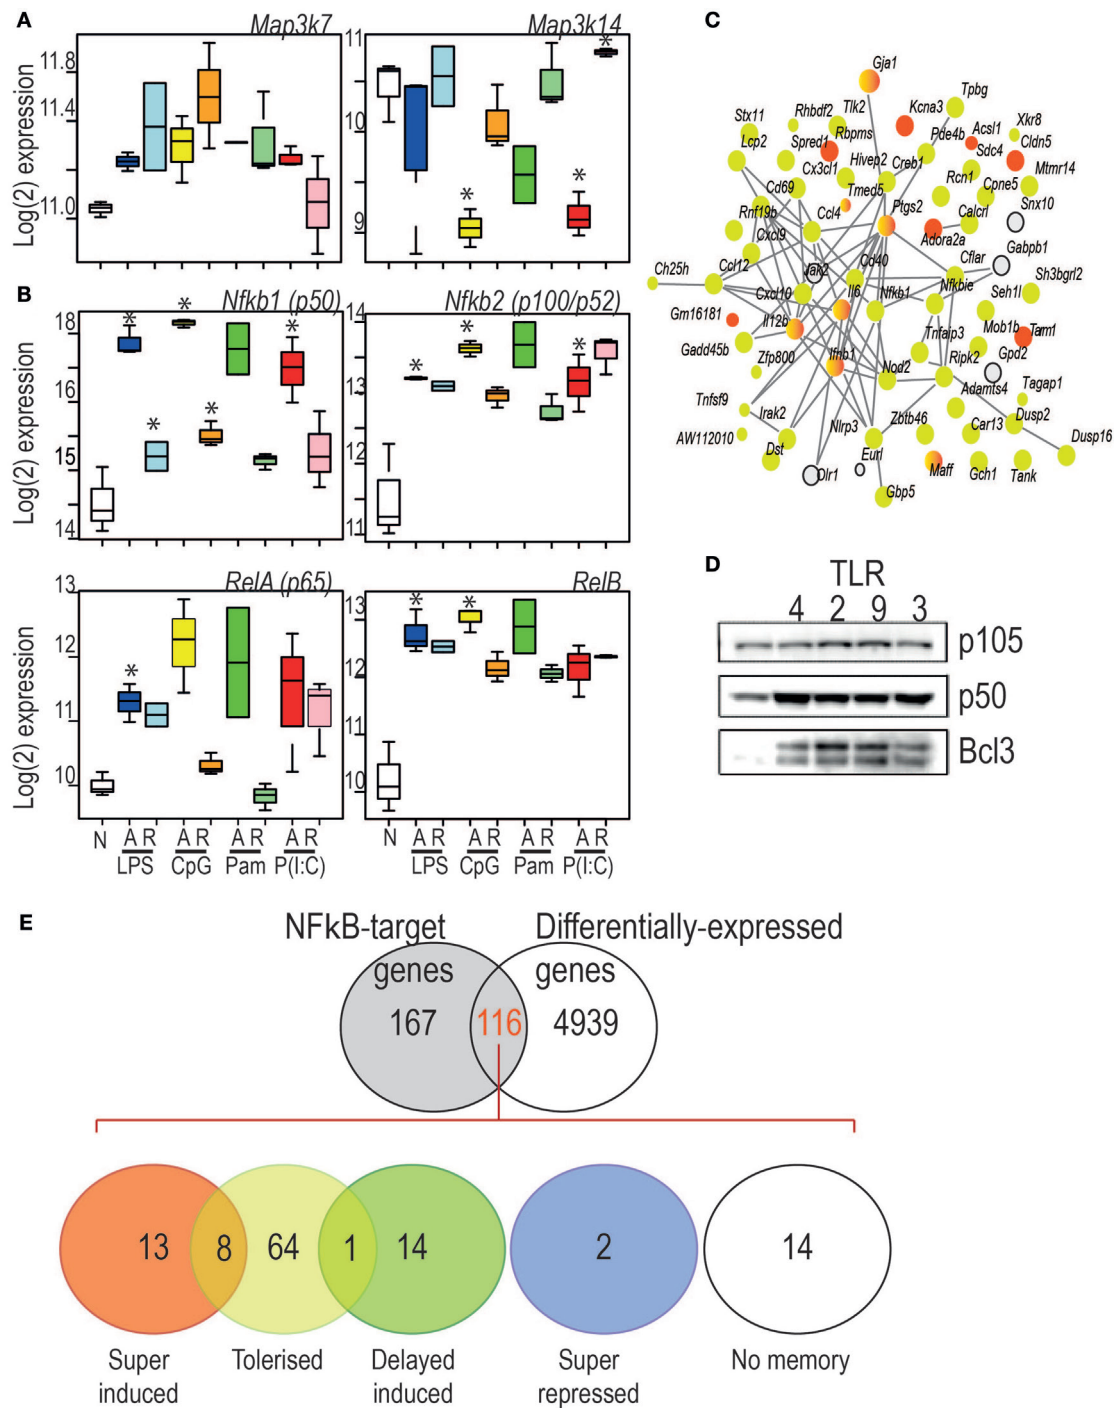 A
Map3k7
Map3k14
Log(2) expression
11.8
11.4
11.0
11
10
9
*
*
*
B
Nfkb1 (p50)
Nfkb2 (p100/p52)
Log(2) expression
18
16
15
14
14
13
12
11
*
*
*
*
*
*
*
*
RelA (p65)
RelB
Log(2) expression
13
12
11
10
13
12
11
10
*
*
*
N
A R
A R
A R
A R
LPS
CpG
Pam
P(I:C)
A R
A R
A R
A R
LPS
CpG
Pam
P(I:C)
C
Gja1
Tpbg
Stx11
Rhbdf2
Tlk2
Kcna3
Xkr8
Lcp2
Spred1
Rbpms
Pde4b
Acsl1
Cldn5
Sdc4
Cx3cl1
Hivep2
Creb1
Rcn1
Mtmr14
Cd69
Tmed5
Cpne5
Snx10
Rnf19b
Ccl4
Ptgs2
Calcrl
Cxcl9
Adora2a
Gabpb1
Ch25h
Ccl12
Jak2
Cd40
Cflar
Sh3bgrl2
Cxcl10
Il6
Nfkb1
Nfkbie
Seh1l
Gm16181
Il12b
Tnfaip3
Mob1b
Tarm1
Gadd45b
Zfp800
Ifnb1
Nod2
Ripk2
Gpd2
Tnfsf9
Irak2
Adamts4
Tagap1
AW112010
Nlrp3
Zbtb46
Car13
Dusp2
Dst
Eurl
Dusp16
Olr1
Gbp5
Maff
Gch1
Tank
D
TLR
4 2 9 3
p105
p50
Bcl3
E
NFkB-target
genes
Differentially-expressed
genes
167
116
4939
13
8
64
1
14
2
14
Super
induced
Tolerised
Delayed
induced
Super
repressed
No memory